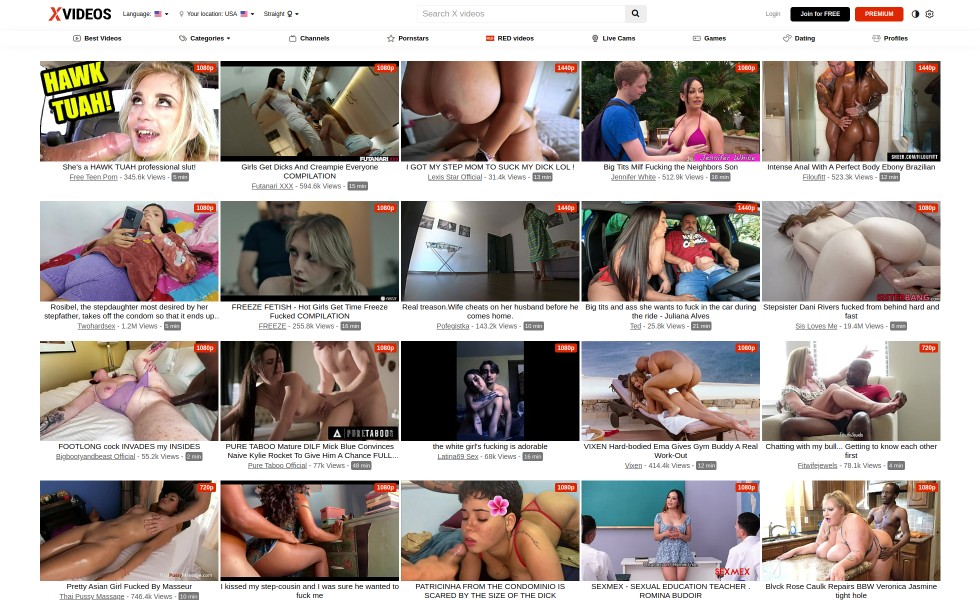 XVIDEOS
Language:
Your location: USA
Straight
Search X videos
Login
Join for FREE
PREMIUM
Best Videos
Categories
Channels
Pornstars
RED videos
Live Cams
Games
Dating
Profiles
HAWK TUAH!
1080p
1080p
FUTANARI
1440p
1080p
Jennifer White
1440p
SHEER.COM/FILOUFITT
She's a HAWK TUAH professional slut!
Free Teen Porn - 345.6k Views - 5 min
Girls Get Dicks And Creampie Everyone
COMPILATION
Futanari XXX - 594.6k Views - 15 min
I GOT MY STEP MOM TO SUCK MY DICK LOL !
Lexis Star Official - 31.4k Views - 13 min
Big Tits Milf Fucking the Neighbors Son
Jennifer White - 512.9k Views - 16 min
Intense Anal With A Perfect Body Ebony Brazilian
Filoufitt - 523.3k Views - 12 min
1080p
1080p
1440p
1440p
1080p
Rosibel, the stepdaughter most desired by her
stepfather, takes off the condom so that it ends up..
Twohardsex - 1.2M Views - 5 min
FREEZE FETISH - Hot Girls Get Time Freeze
Fucked COMPILATION
FREEZE - 255.8k Views - 16 min
Real treason.Wife cheats on her husband before he
comes home.
Pofegistka - 143.2k Views - 10 min
Big tits and ass she wants to fuck in the car during
the ride - Juliana Alves
Ted - 25.8k Views - 21 min
Stepsister Dani Rivers fucked from behind hard and
fast
Sis Loves Me - 19.4M Views - 8 min
1080p
1080p
PURETABOO
1080p
1080p
720p
FOOTLONG cock INVADES my INSIDES
Bigbootyandbeast Official - 55.2k Views - 2 min
PURE TABOO Mature DILF Mick Blue Convinces
Naive Kylie Rocket To Give Him A Chance FULL...
Pure Taboo Official - 77k Views - 48 min
the white girl's fucking is adorable
Latina69 Sex - 68k Views - 16 min
VIXEN Hard-bodied Ema Gives Gym Buddy A Real
Work-Out
Vixen - 414.4k Views - 12 min
Chatting with my bull... Getting to know each other
first
Fitwifejewels - 78.1k Views - 4 min
720p
PussyMassage.com
1080p
1080p
1080p
SEXMEX
1080p
Pretty Asian Girl Fucked By Masseur
Thai Pussy Massage - 746.4k Views - 10 min
I kissed my step-cousin and I was sure he wanted to
fuck me
PATRICINHA FROM THE CONDOMINIO IS
SCARED BY THE SIZE OF THE DICK
SEXMEX - SEXUAL EDUCATION TEACHER .
ROMINA BUDOIR
Blvck Rose Caulk Repairs BBW Veronica Jasmine
tight hole